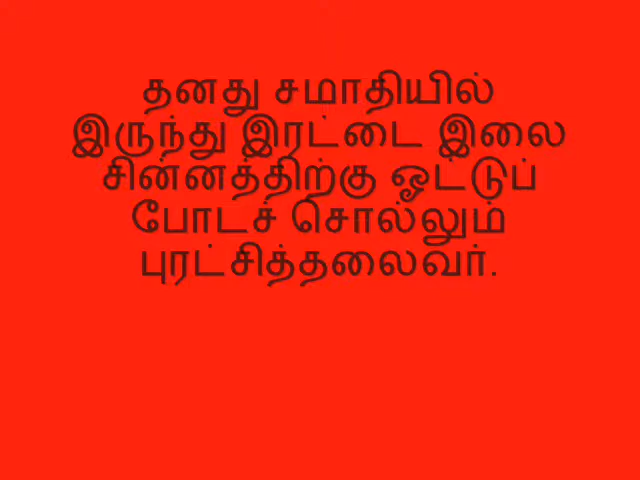 தனது சமாதியில்
இருந்து இரட்டை இலை
சின்னத்திற்கு ஓட்டுப்
போடச் சொல்லும்
புரட்சித்தலைவர்.